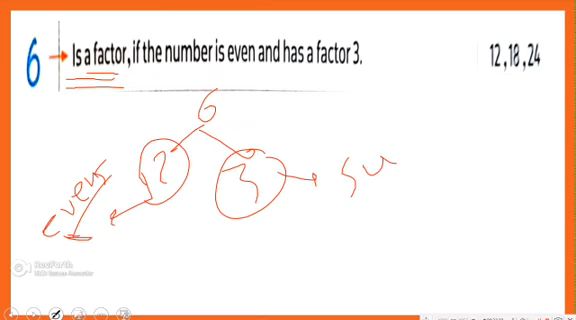 6 Is a factor, if the number is even and has a factor 3. 12, 18, 24
6
2 3 su
even